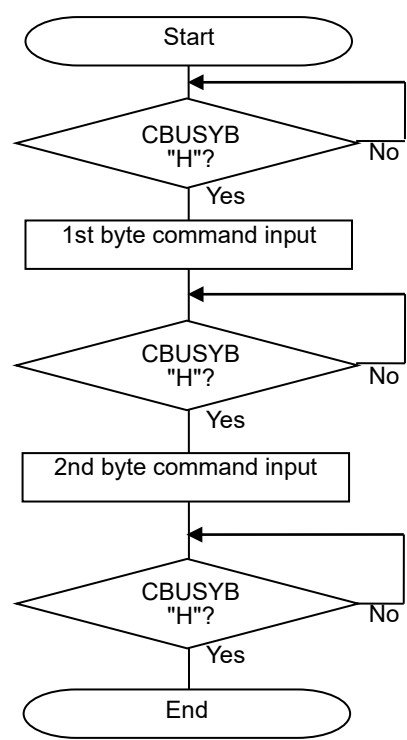 Start
CBUSYB
"H"?
No
Yes
1st byte command input
CBUSYB
"H"?
No
Yes
2nd byte command input
CBUSYB
"H"?
No
Yes
End